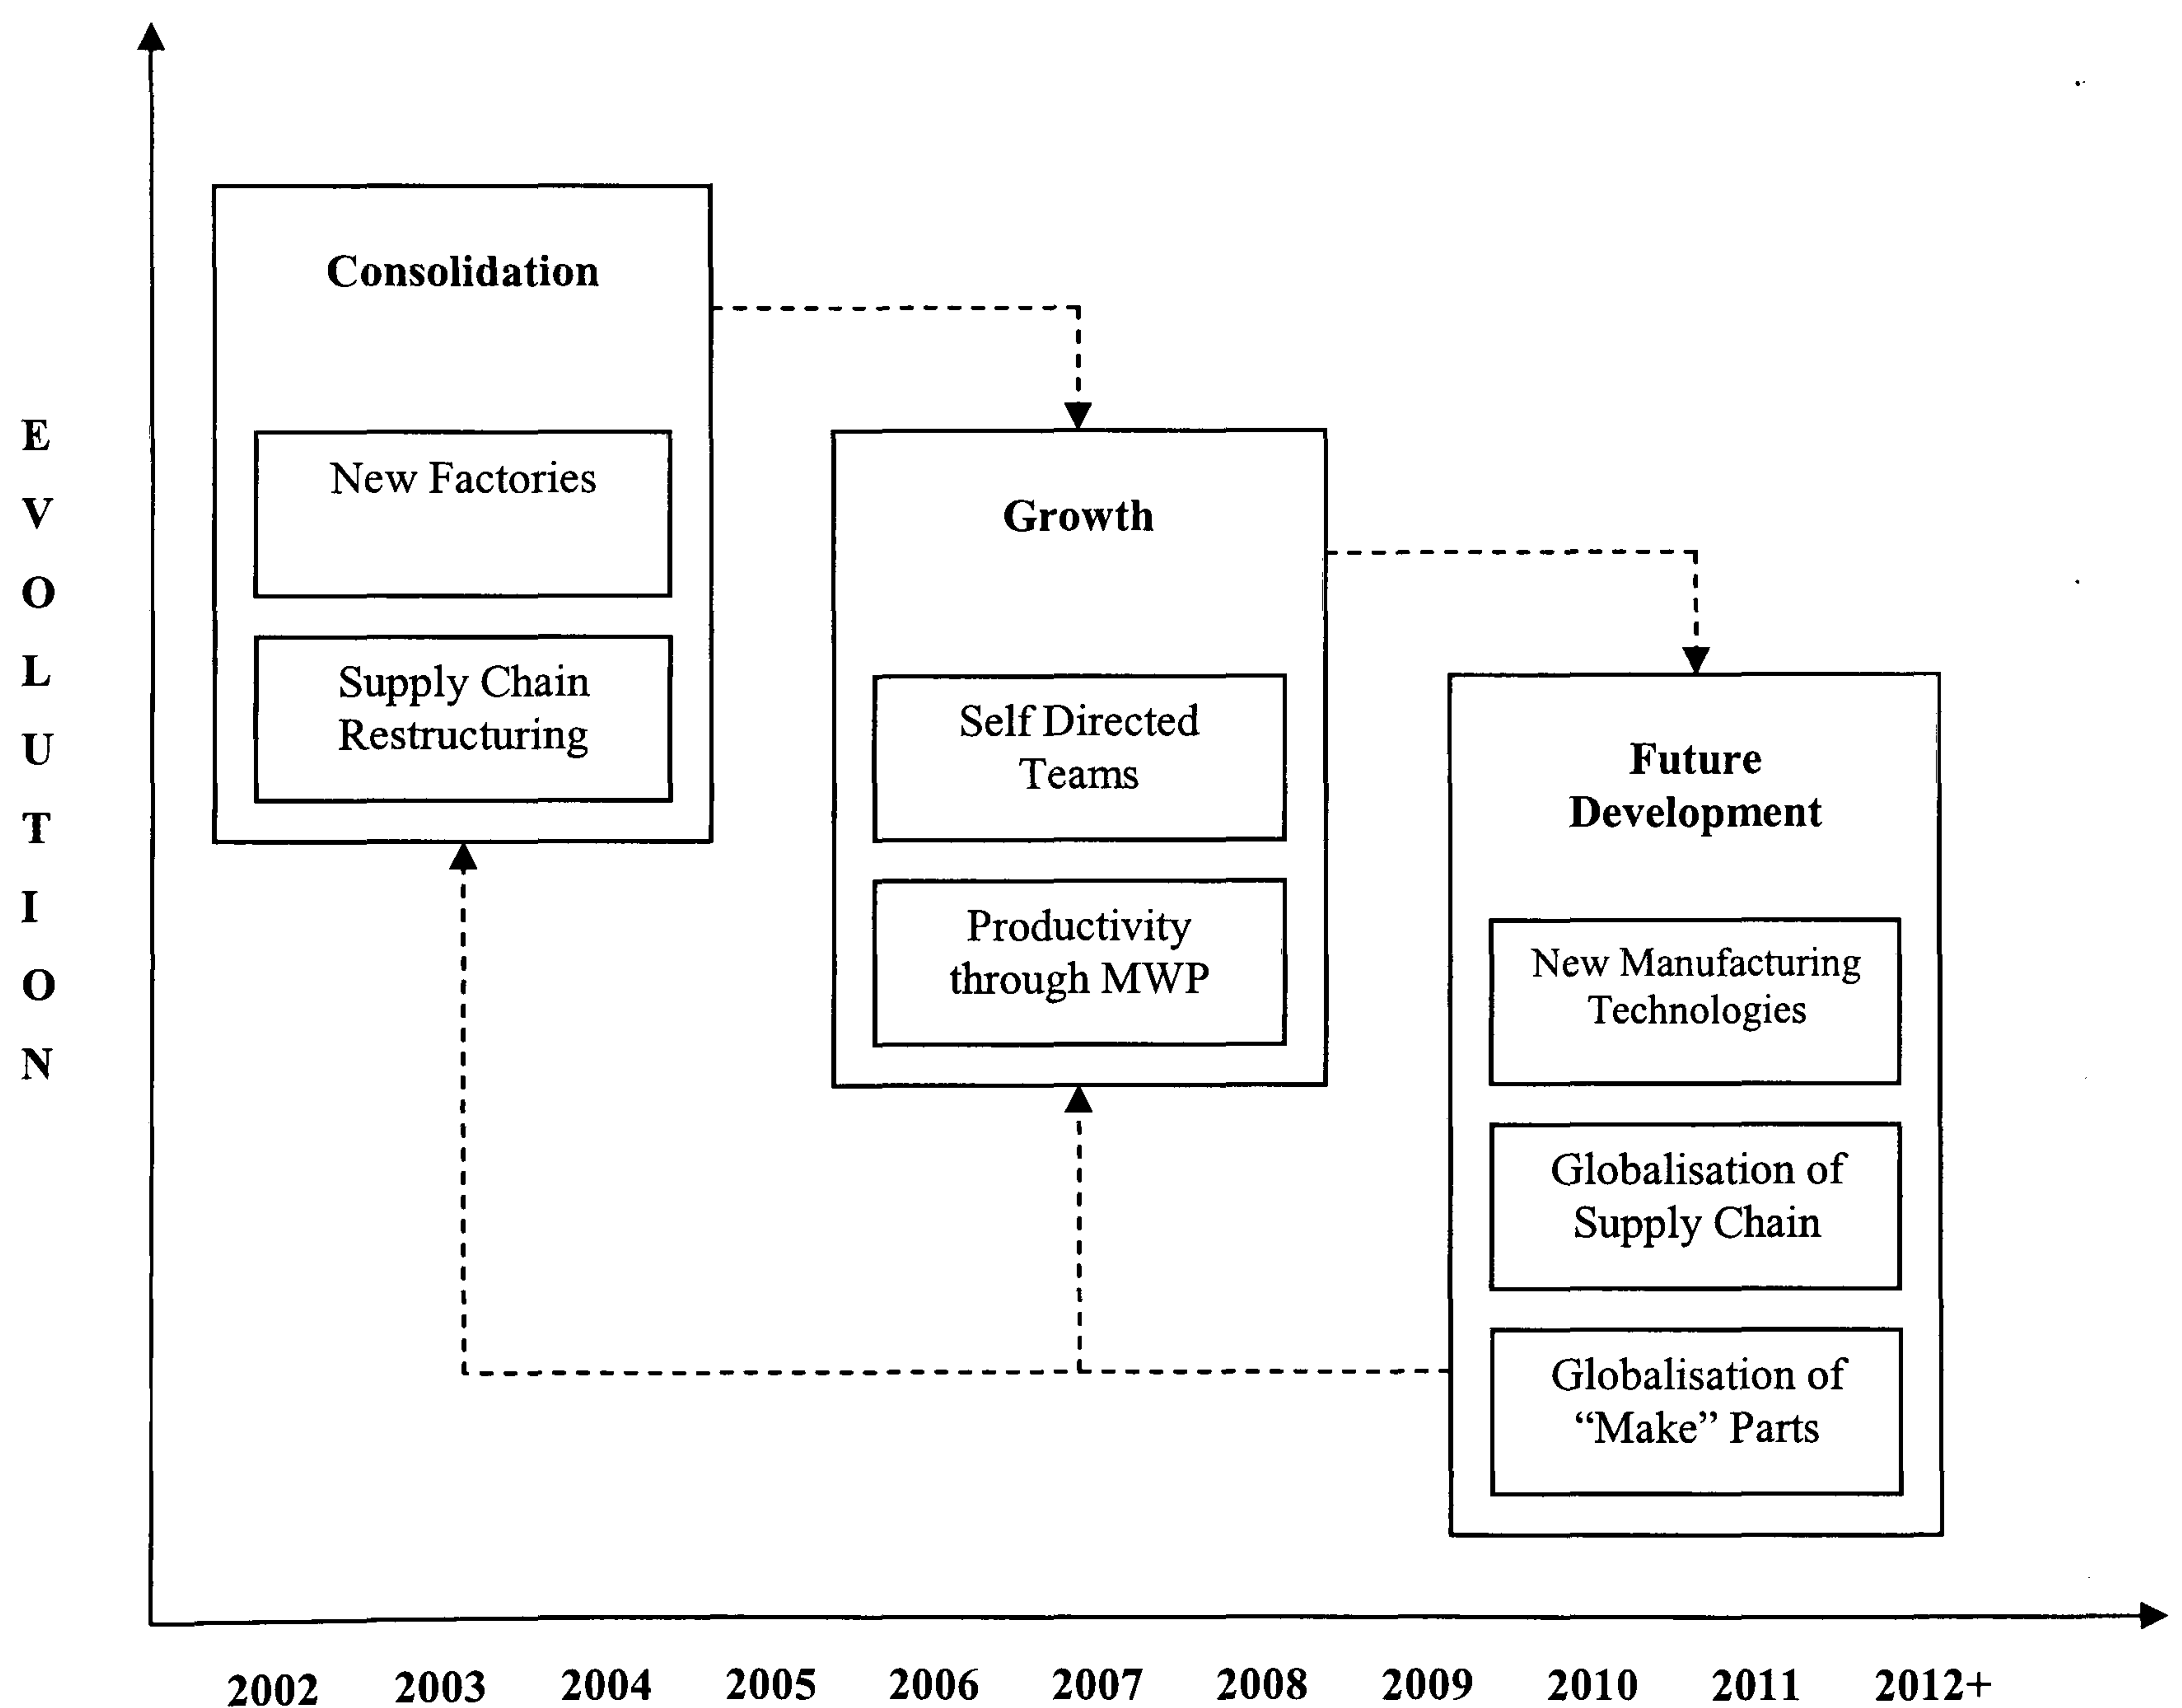 Consolidation
New Factories
Supply Chain
Restructuring
Growth
Self Directed
Teams
Productivity
through MWP
Future
Development
New Manufacturing
Technologies
Globalisation of
Supply Chain
Globalisation of
“Make” Parts
E
V
O
L
U
T
I
O
N
2002 2003 2004 2005 2006 2007 2008 2009 2010 2011 2012+